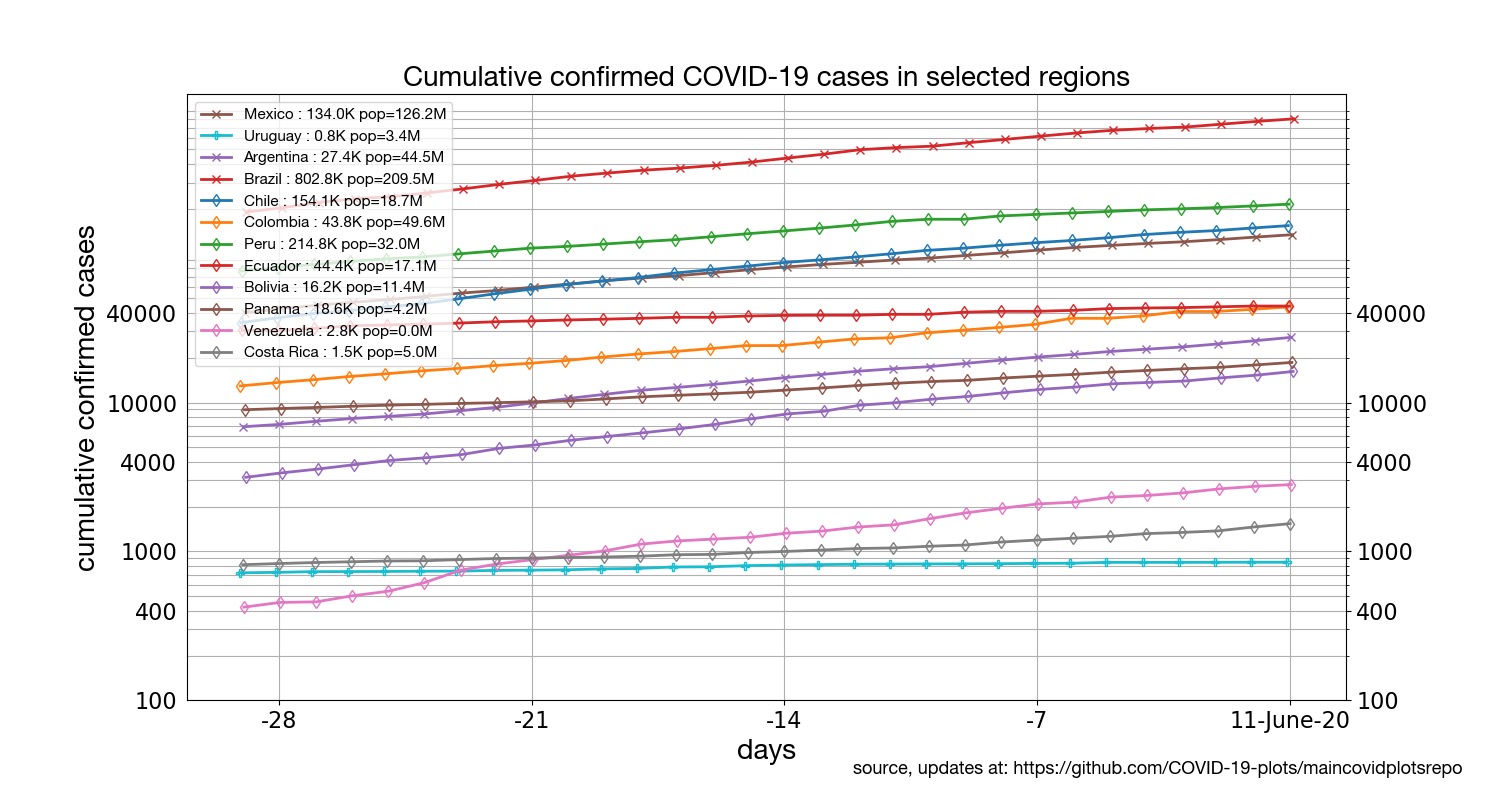 Cumulative confirmed COVID-19 cases in selected regions
Mexico : 134.0K pop=126.2M
Uruguay : 0.8K pop=3.4M
Argentina : 27.4K pop=44.5M
Brazil : 802.8K pop=209.5M
Chile : 154.1K pop=18.7M
Colombia : 43.8K pop=49.6M
Peru : 214.8K pop=32.0M
Ecuador : 44.4K pop=17.1M
Bolivia : 16.2K pop=11.4M
Panama : 18.6K pop=4.2M
Venezuela : 2.8K pop=0.0M
Costa Rica : 1.5K pop=5.0M
cumulative confirmed cases
40000
10000
4000
1000
400
100
40000
10000
4000
1000
400
100
-28 -21 -14 -7 11-June-20
days
source, updates at: https://github.com/COVID-19-plots/maincovidplotsrepo